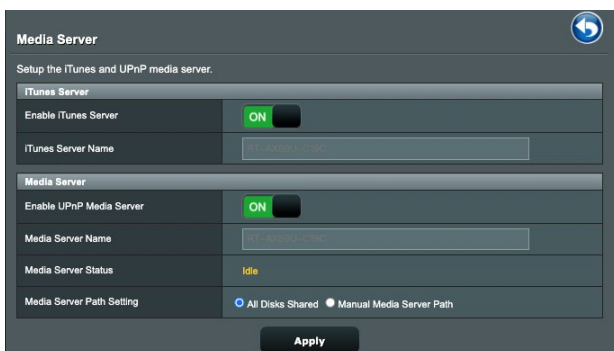 Media Server
Setup the iTunes and UPnP media server.
iTunes Server
Enable iTunes Server ON
iTunes Server Name
Media Server
Enable UPnP Media Server ON
Media Server Name
Media Server Status Idle
Media Server Path Setting All Disks Shared Manual Media Server Path
Apply